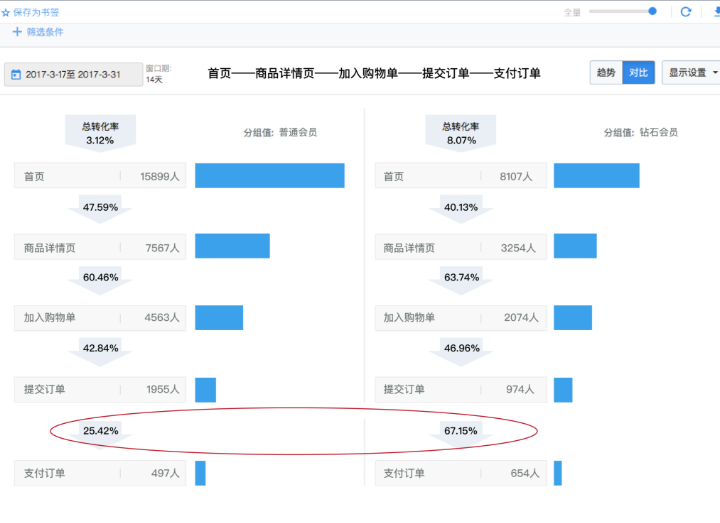 保存为书签
全量
筛选条件
2017-3-17至 2017-3-31
窗口期:
14天
首页——商品详情页——加入购物单——提交订单——支付订单
趋势
对比
显示设置
总转化率
3.12%
分组值: 普通会员
首页 15899人
47.59%
商品详情页 7567人
60.46%
加入购物单 4563人
42.84%
提交订单 1955人
25.42%
支付订单 497人
总转化率
8.07%
分组值: 钻石会员
首页 8107人
40.13%
商品详情页 3254人
63.74%
加入购物单 2074人
46.96%
提交订单 974人
67.15%
支付订单 654人